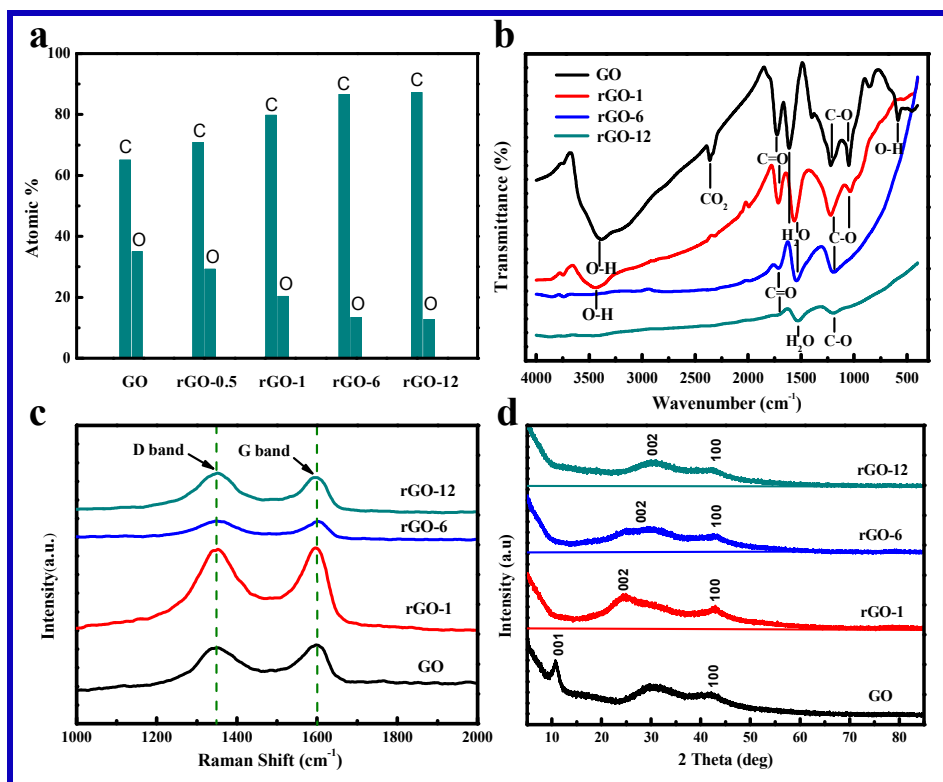 a
100
80
60
40
20
0
Atomic %
C
O
C
O
C
O
C
O
C
O
GO
rGO-0.5
rGO-1
rGO-6
rGO-12
b
GO
rGO-1
rGO-6
rGO-12
Transmittance (%)
O-H
O-H
CO2
C=O
C=O
H2O
H2O
C-O
C-O
C-O
O-H
4000
3500
3000
2500
2000
1500
1000
500
Wavenumber (cm-1)
c
D band
G band
rGO-12
rGO-6
rGO-1
GO
Intensity(a.u.)
1000
1200
1400
1600
1800
2000
Raman Shift (cm-1)
d
002
100
rGO-12
002
100
rGO-6
002
100
rGO-1
001
100
GO
Intensity (a.u)
10
20
30
40
50
60
70
80
2 Theta (deg)